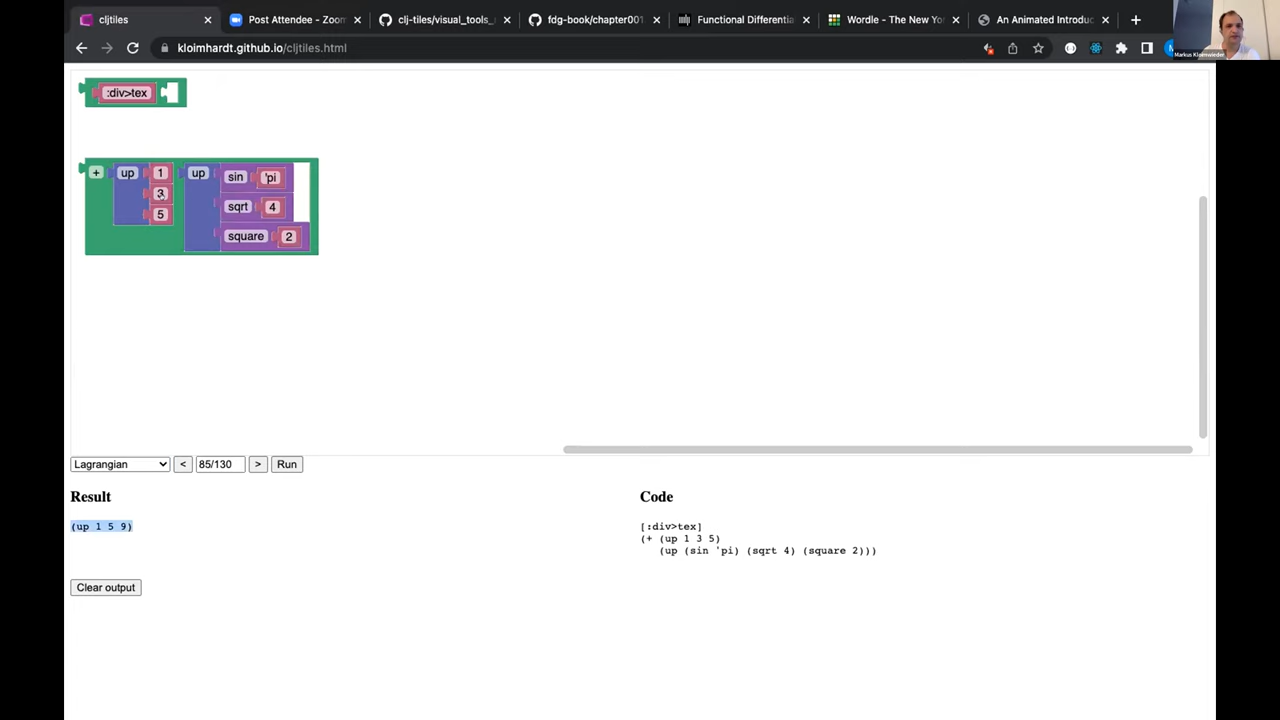 cljtiles
Post Attendee - Zoom
clj-tiles/visual_tools_
fdg-book/chapter001
Functional Differentia
Wordle - The New Yo
An Animated Introduc
kloimhardt.github.io/cljtiles.html
Markus Kloimwieder
:div>tex
+ up 1 up sin 'pi
3 sqrt 4
5 square 2
Lagrangian < 85/130 > Run
Result
Code
(up 1 5 9)
[:div>tex]
(+ (up 1 3 5)
(up (sin 'pi) (sqrt 4) (square 2)))
Clear output